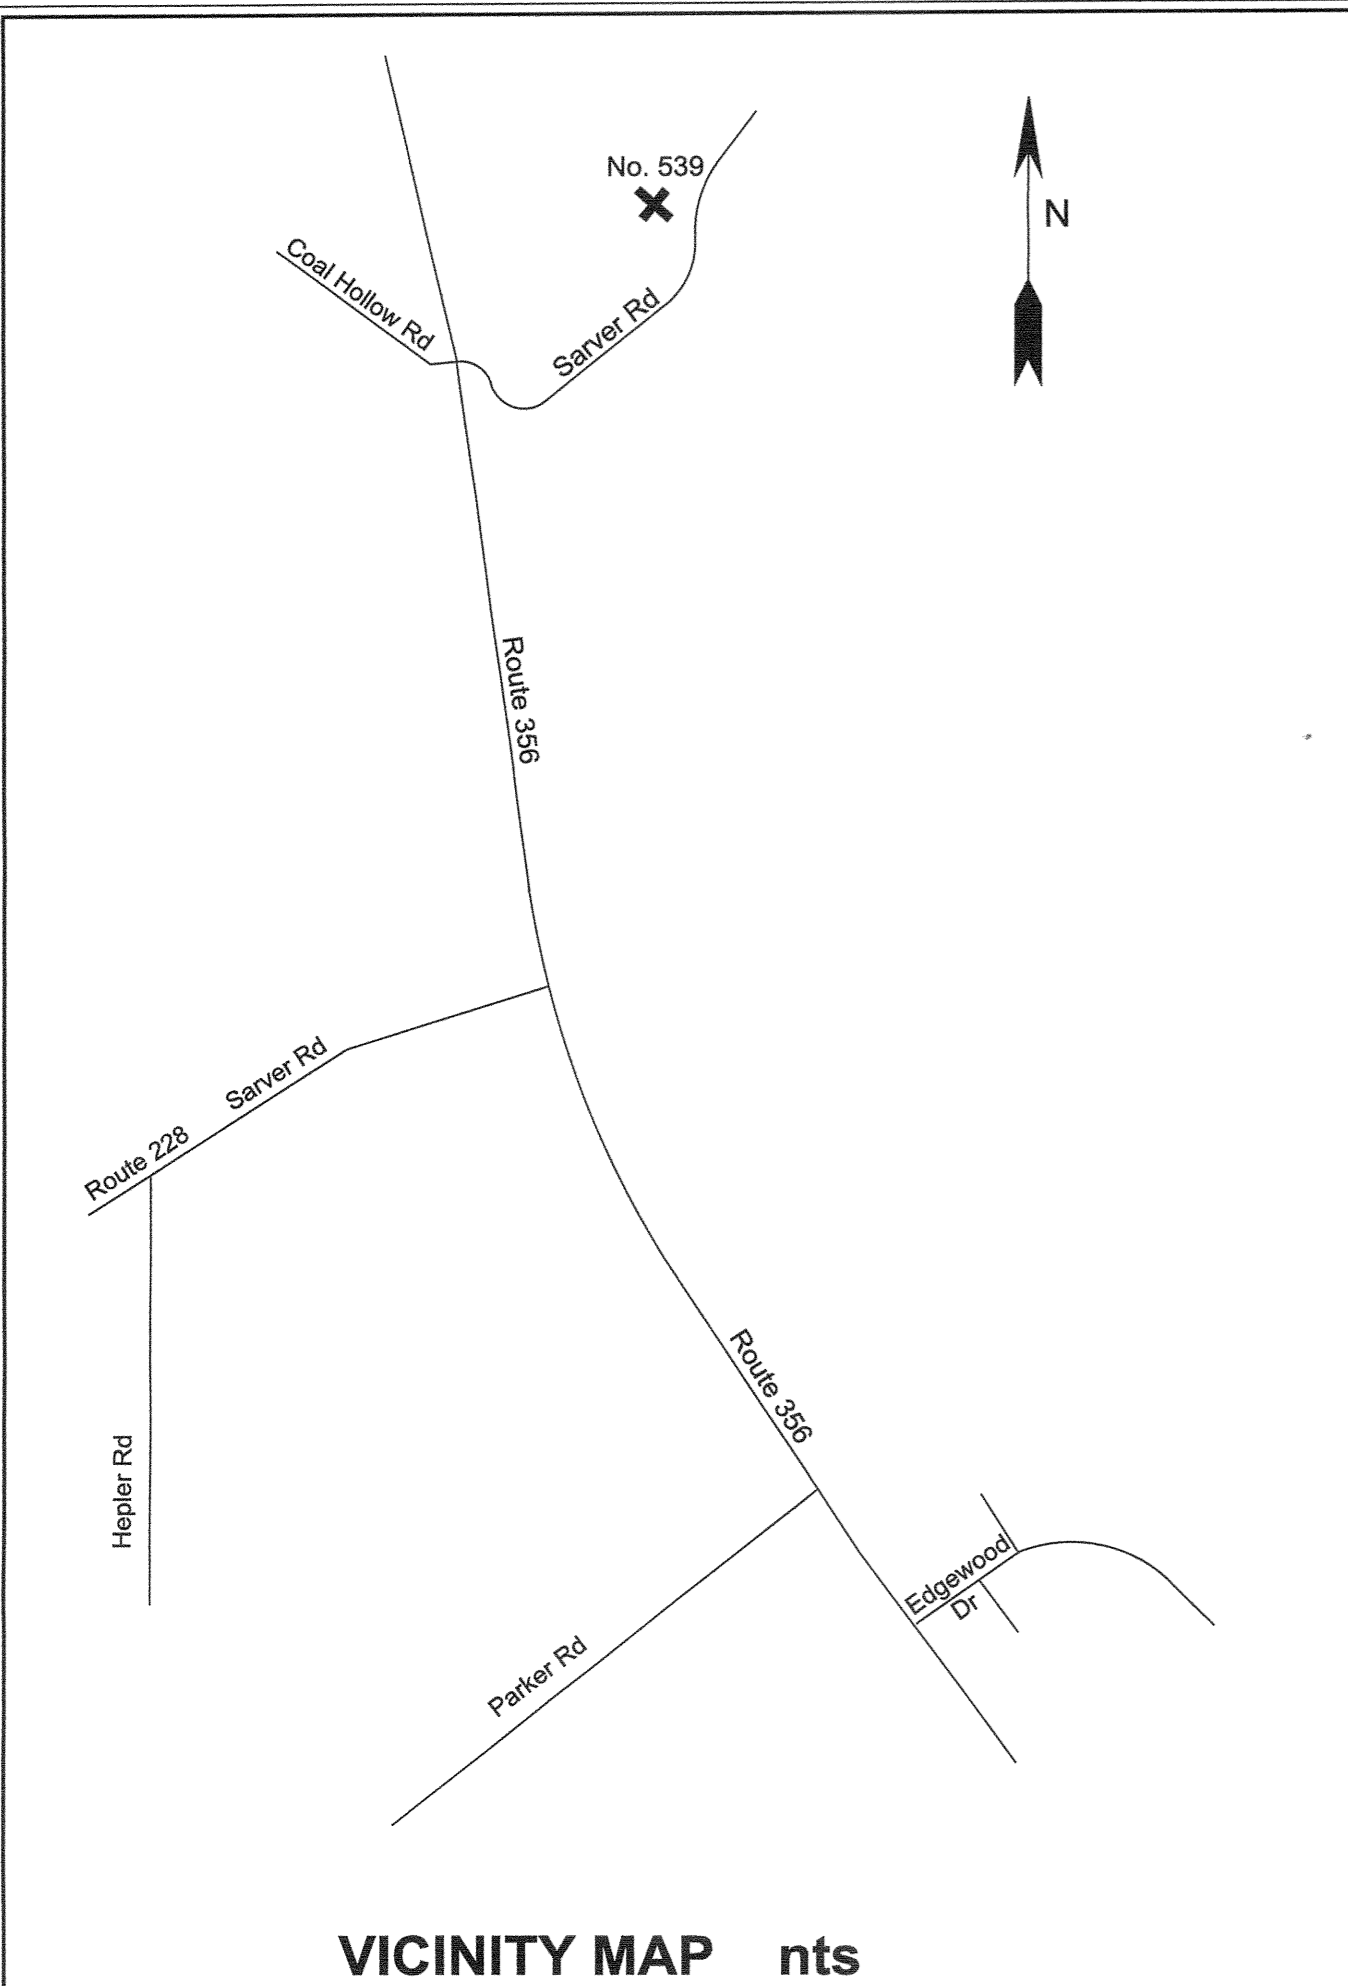 No. 539
N
Coal Hollow Rd
Sarver Rd
Route 356
Sarver Rd
Route 228
Route 356
Hepler Rd
Edgewood
Dr
Parker Rd
VICINITY MAP nts